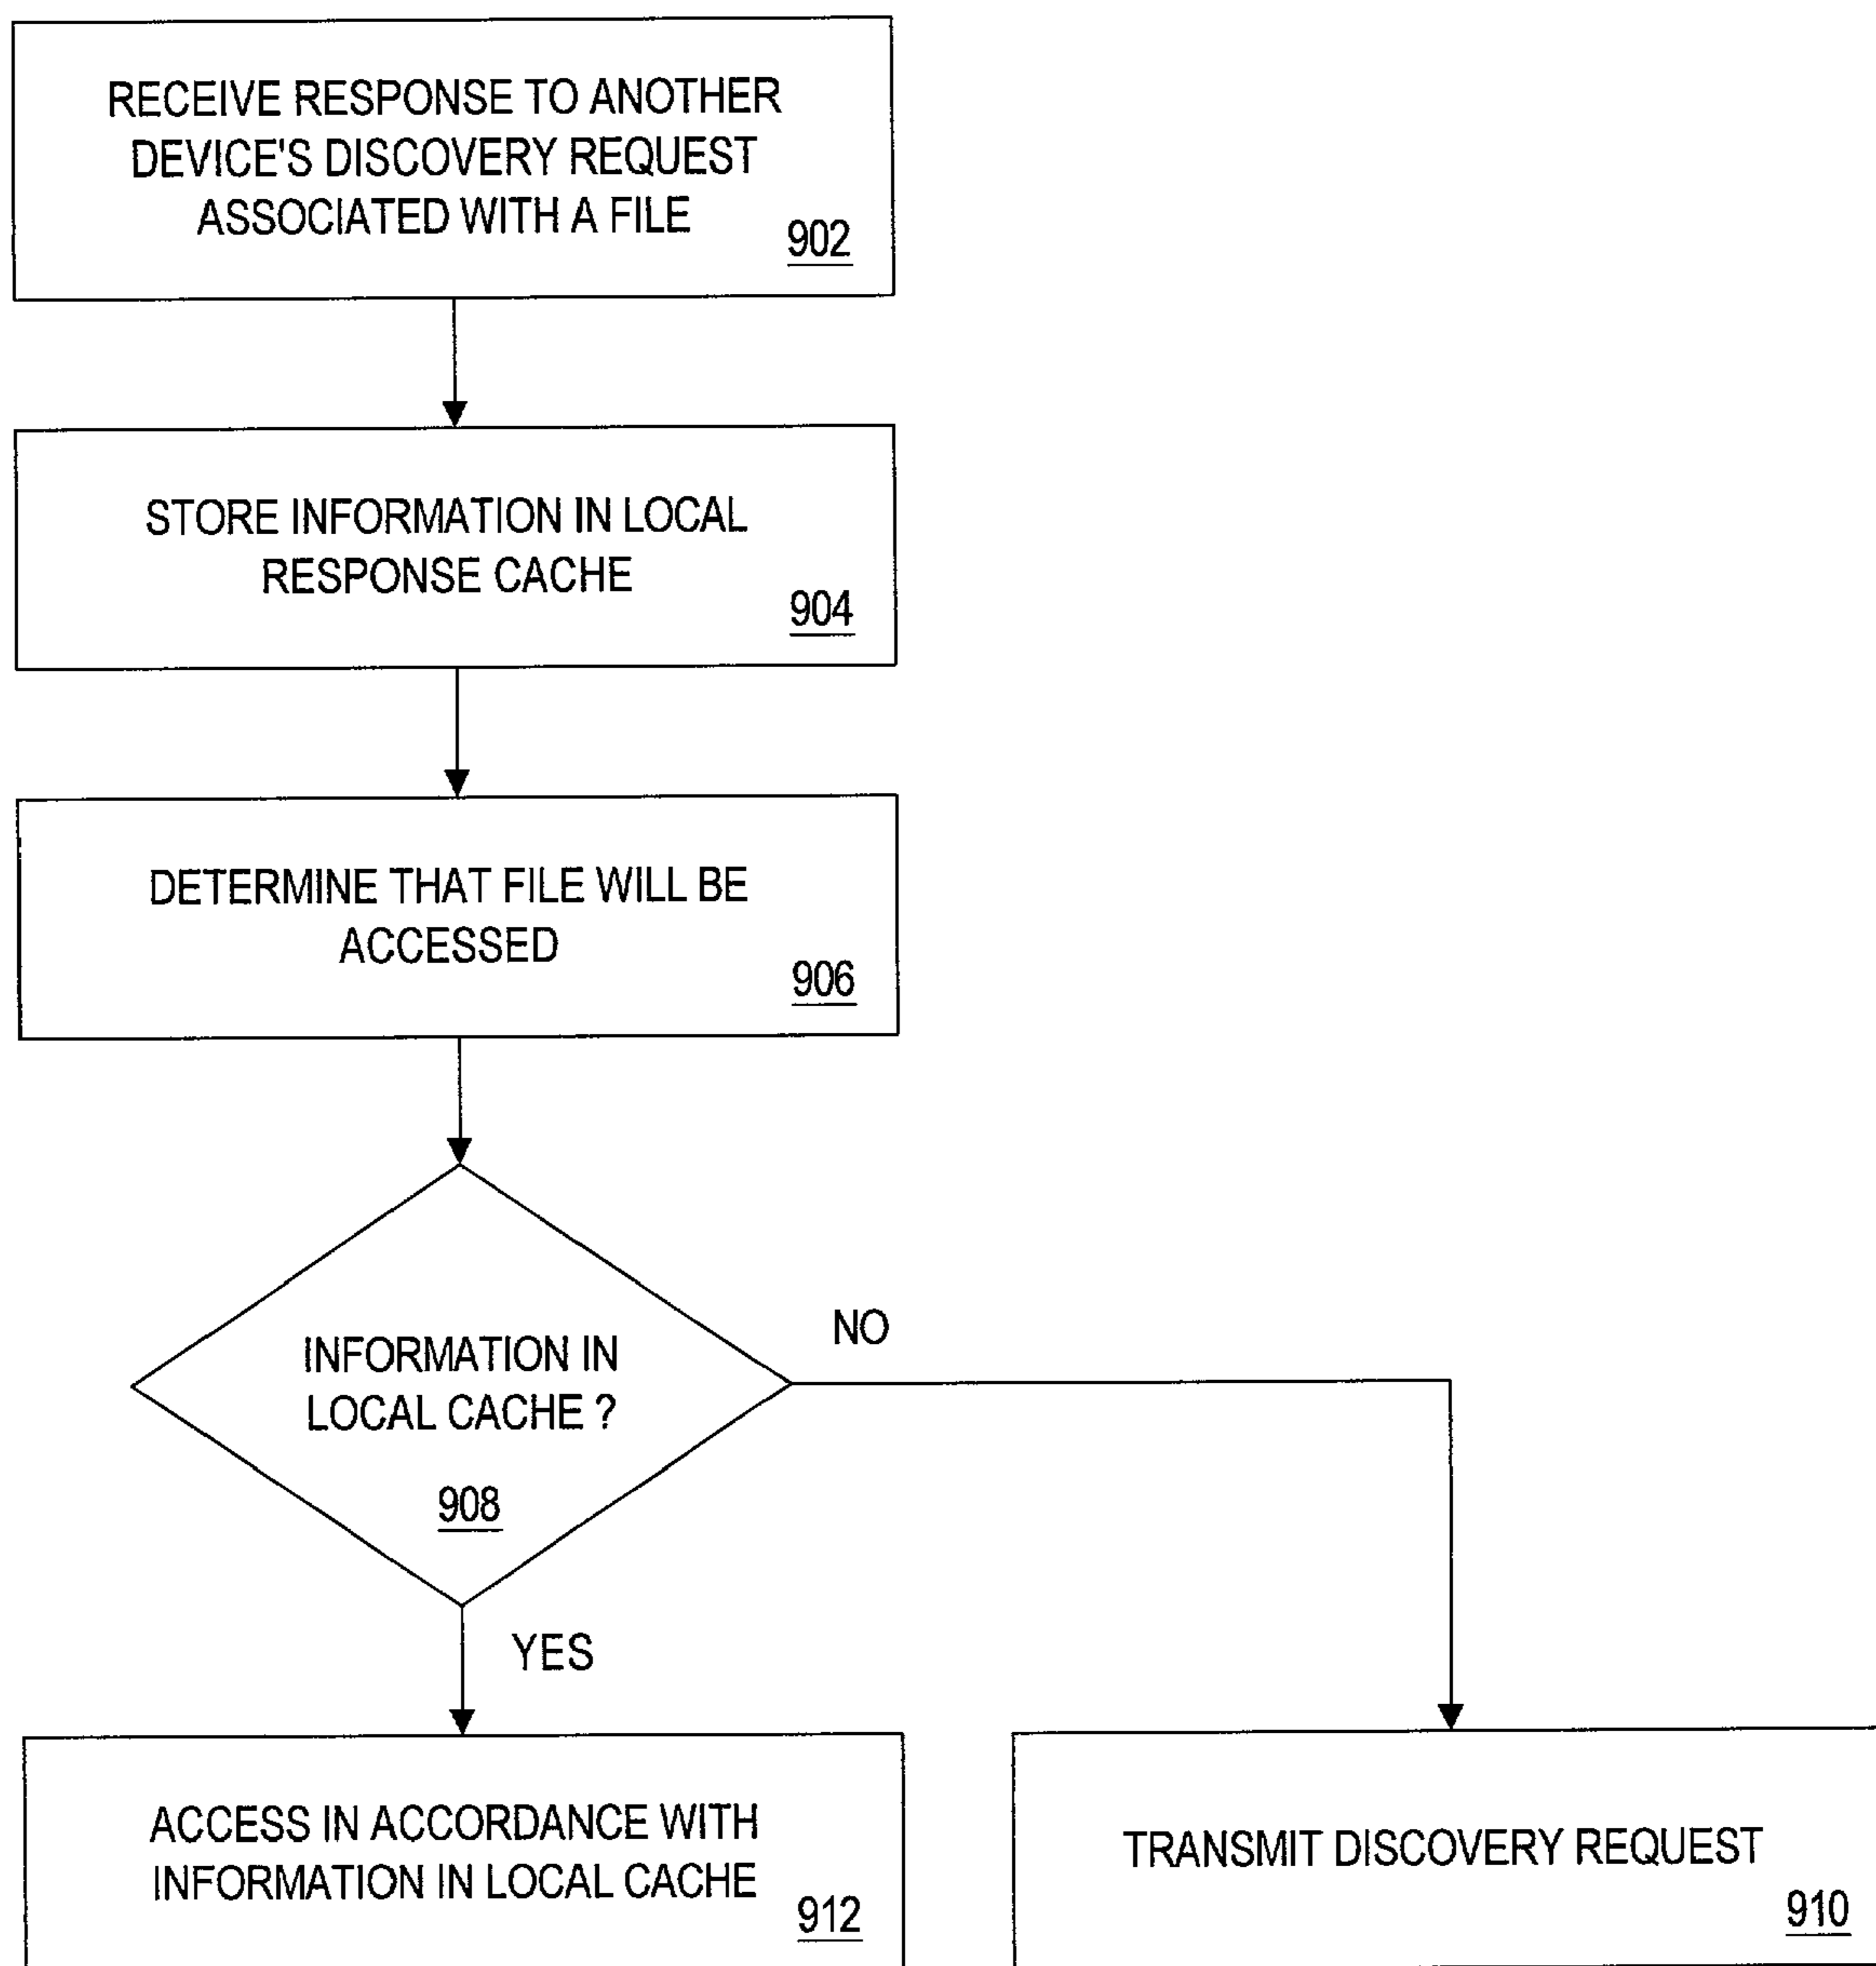 RECEIVE RESPONSE TO ANOTHER
DEVICE'S DISCOVERY REQUEST
ASSOCIATED WITH A FILE
902
STORE INFORMATION IN LOCAL
RESPONSE CACHE
904
DETERMINE THAT FILE WILL BE
ACCESSED
906
INFORMATION IN
LOCAL CACHE ?
908
NO
YES
ACCESS IN ACCORDANCE WITH
INFORMATION IN LOCAL CACHE
912
TRANSMIT DISCOVERY REQUEST
910